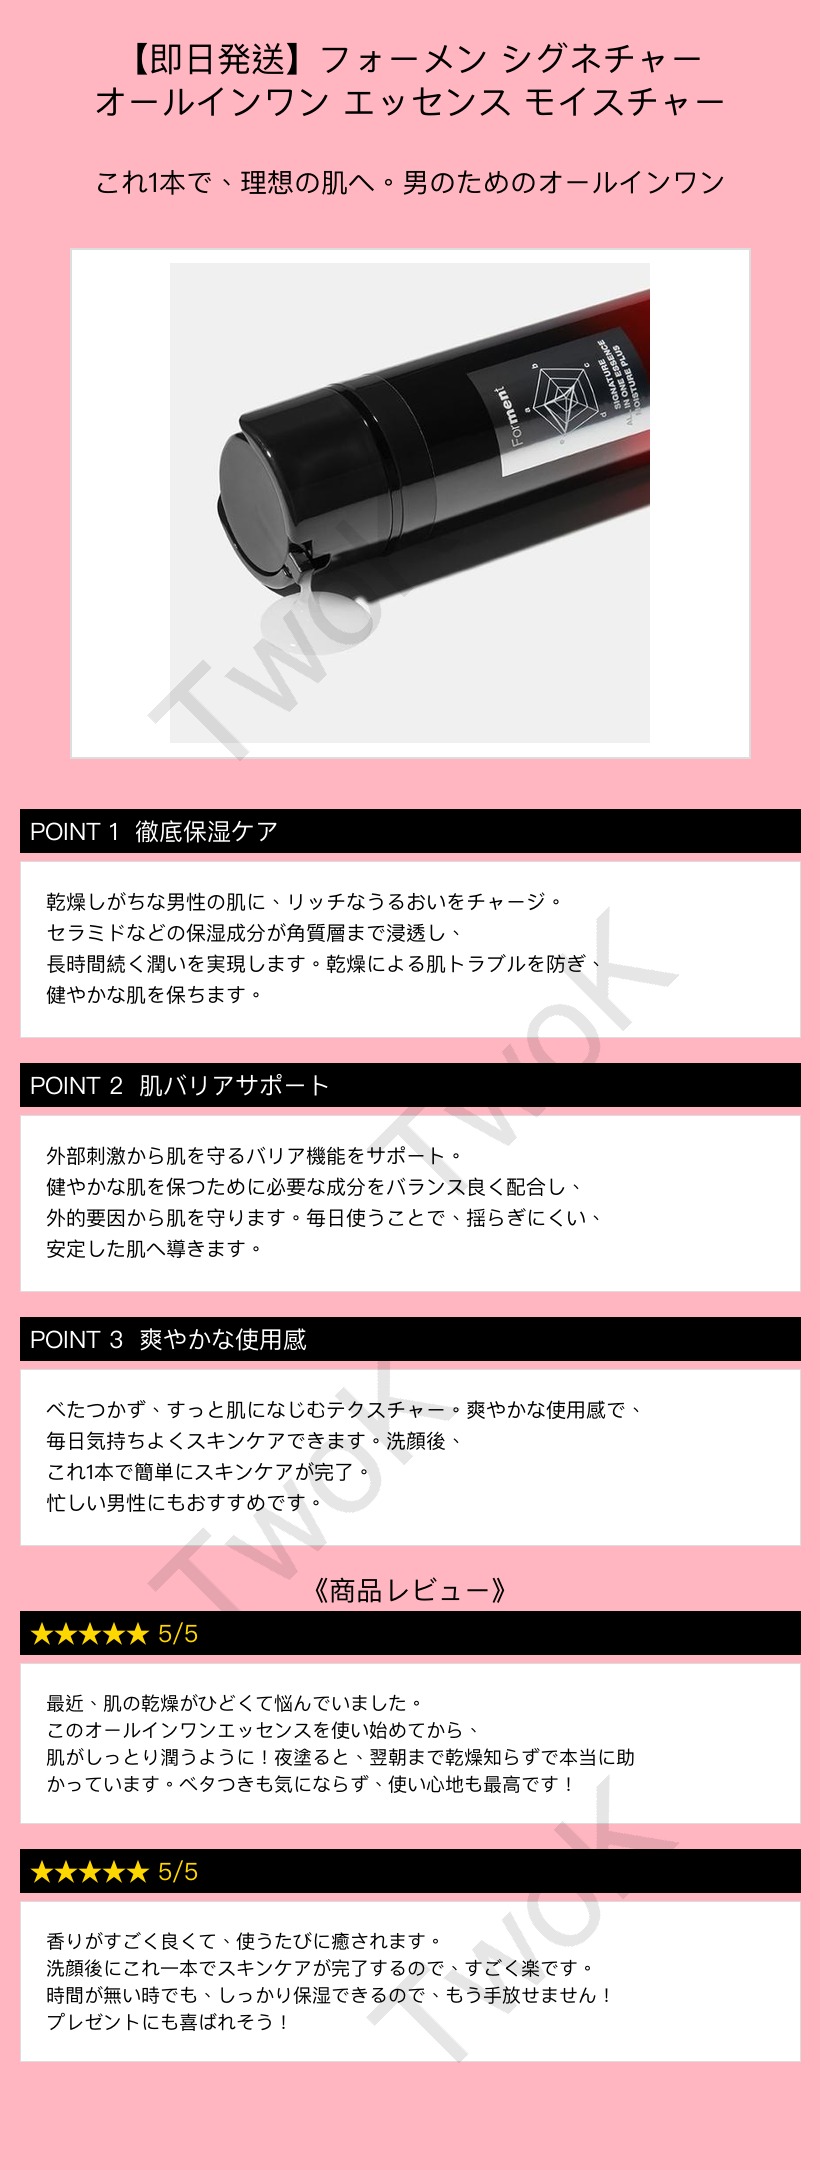 【即日発送】フォーメン シグネチャー
オールインワン エッセンス モイスチャー
これ1本で、理想の肌へ。男のためのオールインワン
Forment
a
b
c
d
e
SIGNATURE
ALL IN ONE ESSENCE
MOISTURE PLUS
TwoK
POINT 1 徹底保湿ケア
乾燥しがちな男性の肌に、リッチなうるおいをチャージ。
セラミドなどの保湿成分が角質層まで浸透し、
長時間続く潤いを実現します。乾燥による肌トラブルを防ぎ、
健やかな肌を保ちます。
TwoK
POINT 2 肌バリアサポート
外部刺激から肌を守るバリア機能をサポート。
健やかな肌を保つために必要な成分をバランス良く配合し、
外的要因から肌を守ります。毎日使うことで、揺らぎにくい、
安定した肌へ導きます。
POINT 3 爽やかな使用感
べたつかず、すっと肌になじむテクスチャー。爽やかな使用感で、
毎日気持ちよくスキンケアできます。洗顔後、
これ1本で簡単にスキンケアが完了。
忙しい男性にもおすすめです。
TwoK
《商品レビュー》
★★★★★ 5/5
最近、肌の乾燥がひどくて悩んでいました。
このオールインワンエッセンスを使い始めてから、
肌がしっとり潤うように！夜塗ると、翌朝まで乾燥知らずで本当に助
かっています。ベタつきも気にならず、使い心地も最高です！
★★★★★ 5/5
香りがすごく良くて、使うたびに癒されます。
洗顔後にこれ一本でスキンケアが完了するので、すごく楽です。
時間が無い時でも、しっかり保湿できるので、もう手放せません！
プレゼントにも喜ばれそう！
TwoK